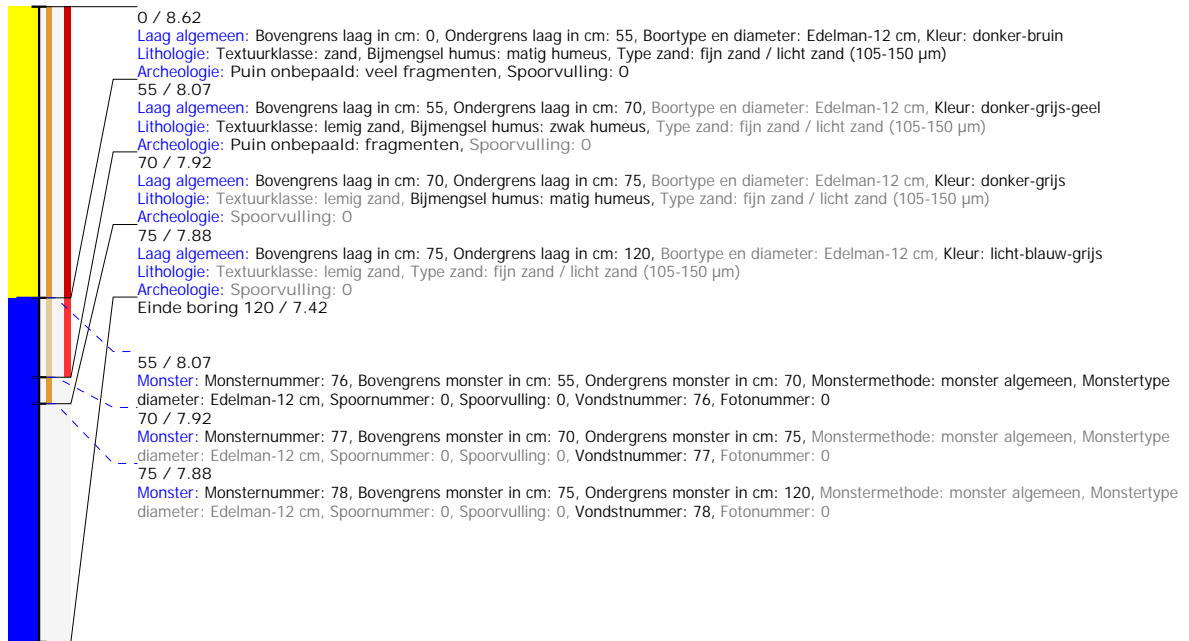 0 / 8.62
Laag algemeen: Bovengrens laag in cm: 0, Ondergrens laag in cm: 55, Boortype en diameter: Edelman-12 cm, Kleur: donker-bruin
Lithologie: Textuurklasse: zand, Bijmengsel humus: matig humeus, Type zand: fijn zand / licht zand (105-150 µm)
Archeologie: Puin onbepaald: veel fragmenten, Spoorvulling: 0
55 / 8.07
Laag algemeen: Bovengrens laag in cm: 55, Ondergrens laag in cm: 70, Boortype en diameter: Edelman-12 cm, Kleur: donker-grijs-geel
Lithologie: Textuurklasse: lemig zand, Bijmengsel humus: zwak humeus, Type zand: fijn zand / licht zand (105-150 µm)
Archeologie: Puin onbepaald: fragmenten, Spoorvulling: 0
70 / 7.92
Laag algemeen: Bovengrens laag in cm: 70, Ondergrens laag in cm: 75, Boortype en diameter: Edelman-12 cm, Kleur: donker-grijs
Lithologie: Textuurklasse: lemig zand, Bijmengsel humus: matig humeus, Type zand: fijn zand / licht zand (105-150 µm)
Archeologie: Spoorvulling: 0
75 / 7.88
Laag algemeen: Bovengrens laag in cm: 75, Ondergrens laag in cm: 120, Boortype en diameter: Edelman-12 cm, Kleur: licht-blauw-grijs
Lithologie: Textuurklasse: lemig zand, Type zand: fijn zand / licht zand (105-150 µm)
Archeologie: Spoorvulling: 0
Einde boring 120 / 7.42
55 / 8.07
Monster: Monsternummer: 76, Bovengrens monster in cm: 55, Ondergrens monster in cm: 70, Monstermethode: monster algemeen, Monstertype
diameter: Edelman-12 cm, Spoornummer: 0, Spoorvulling: 0, Vondstnummer: 76, Fotonummer: 0
70 / 7.92
Monster: Monsternummer: 77, Bovengrens monster in cm: 70, Ondergrens monster in cm: 75, Monstermethode: monster algemeen, Monstertype
diameter: Edelman-12 cm, Spoornummer: 0, Spoorvulling: 0, Vondstnummer: 77, Fotonummer: 0
75 / 7.88
Monster: Monsternummer: 78, Bovengrens monster in cm: 75, Ondergrens monster in cm: 120, Monstermethode: monster algemeen, Monstertype
diameter: Edelman-12 cm, Spoornummer: 0, Spoorvulling: 0, Vondstnummer: 78, Fotonummer: 0